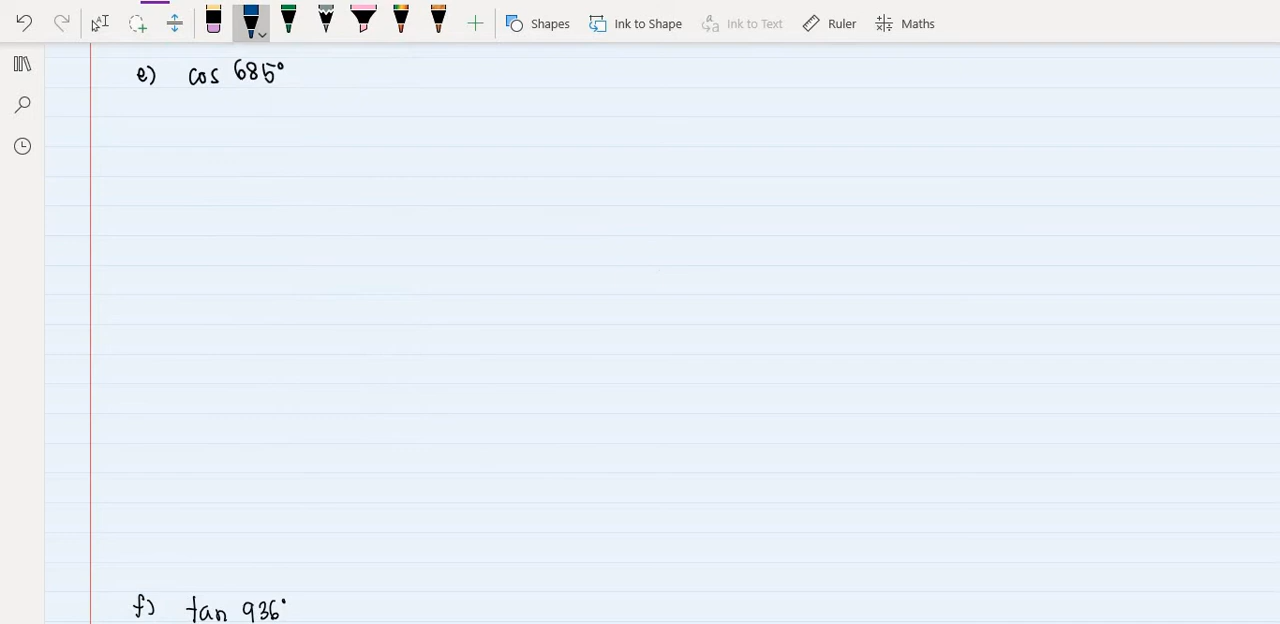 Shapes Ink to Shape Ink to Text Ruler Maths
e) cos 685°
f) tan 936°